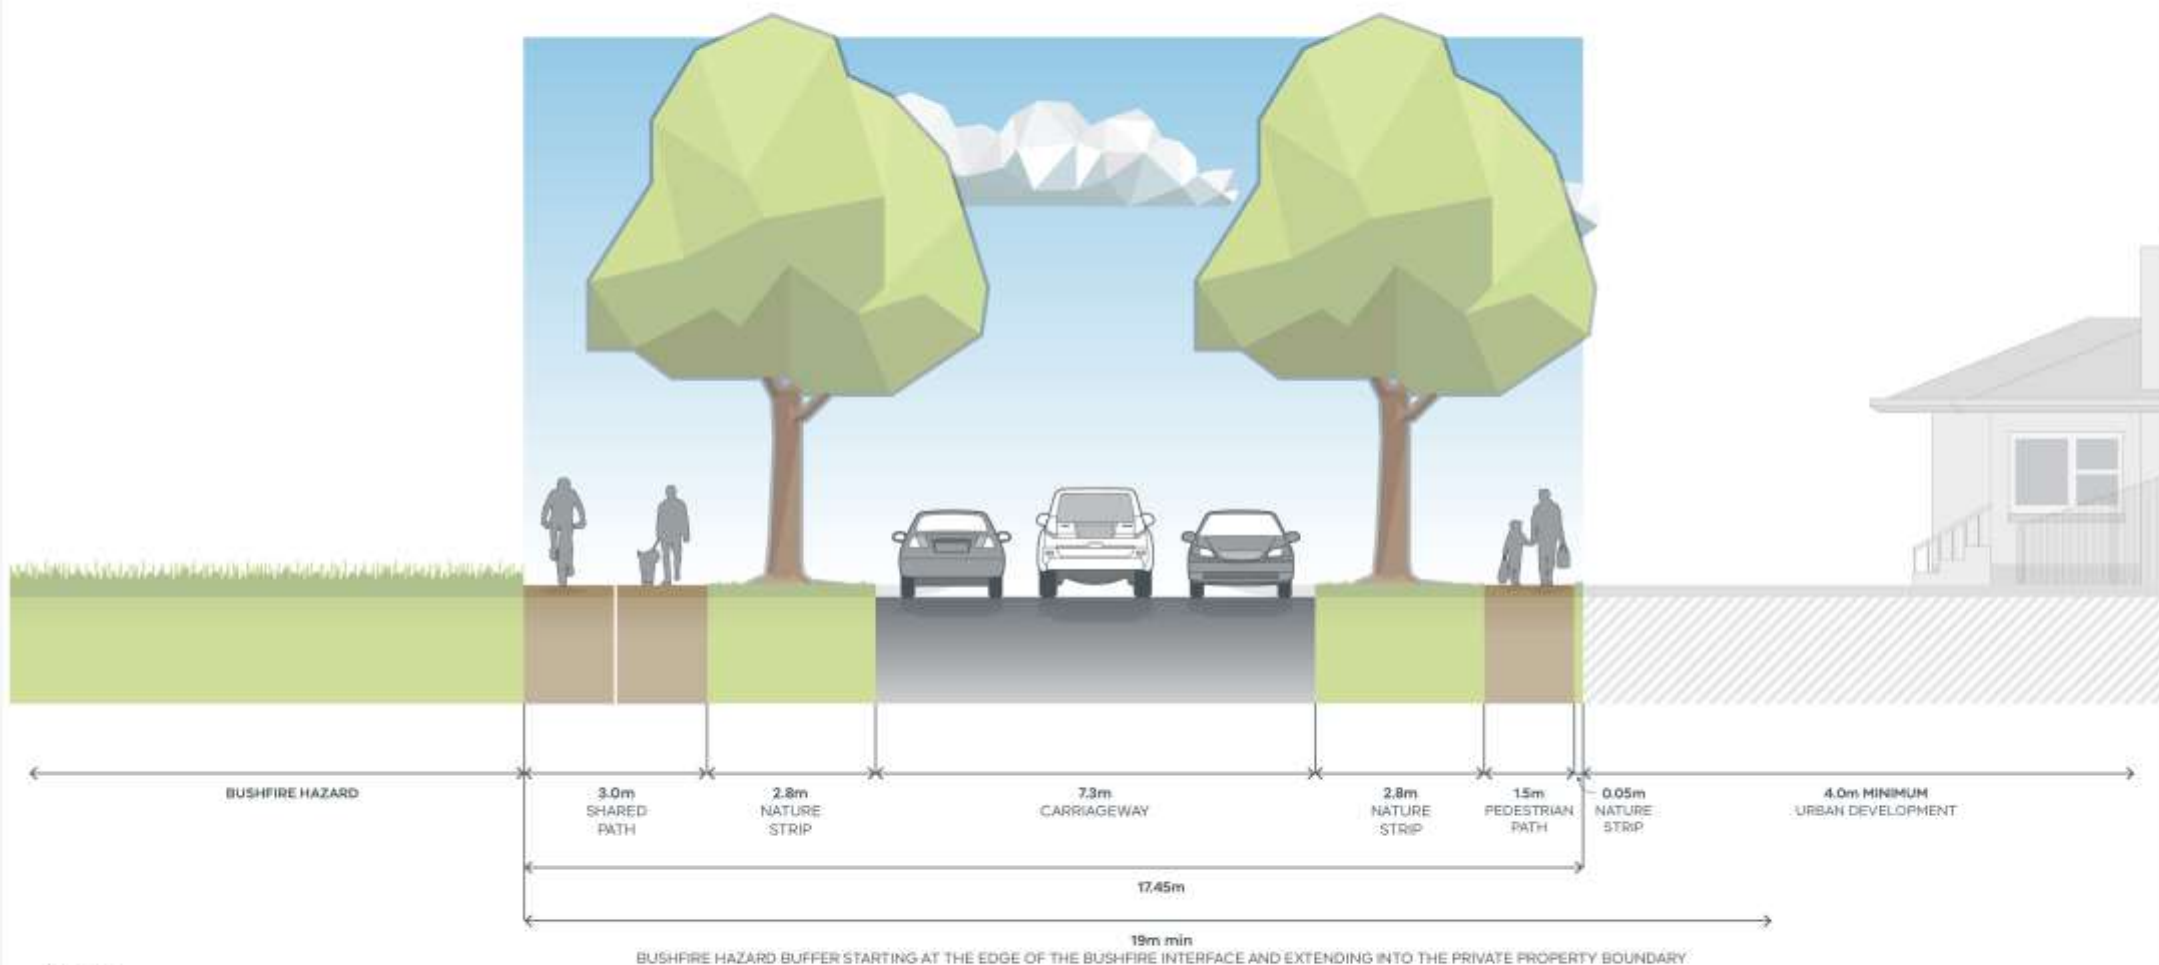 BUSHFIRE HAZARD
3.0m
SHARED
PATH
2.8m
NATURE
STRIP
7.3m
CARRIAGEWAY
2.8m
NATURE
STRIP
1.5m
PEDESTRIAN
PATH
0.05m
NATURE
STRIP
4.0m MINIMUM
URBAN DEVELOPMENT
17.45m
19m min
BUSHFIRE HAZARD BUFFER STARTING AT THE EDGE OF THE BUSHFIRE INTERFACE AND EXTENDING INTO THE PRIVATE PROPERTY BOUNDARY